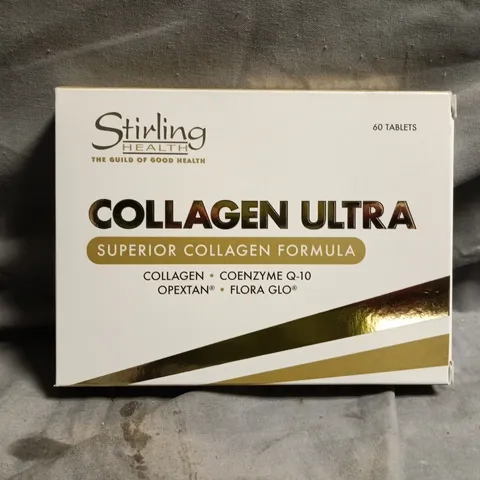 Stirling
HEALTH
THE GUILD OF GOOD HEALTH
60 TABLETS
COLLAGEN ULTRA
SUPERIOR COLLAGEN FORMULA
COLLAGEN • COENZYME Q-10
OPEXTAN® • FLORA GLO®